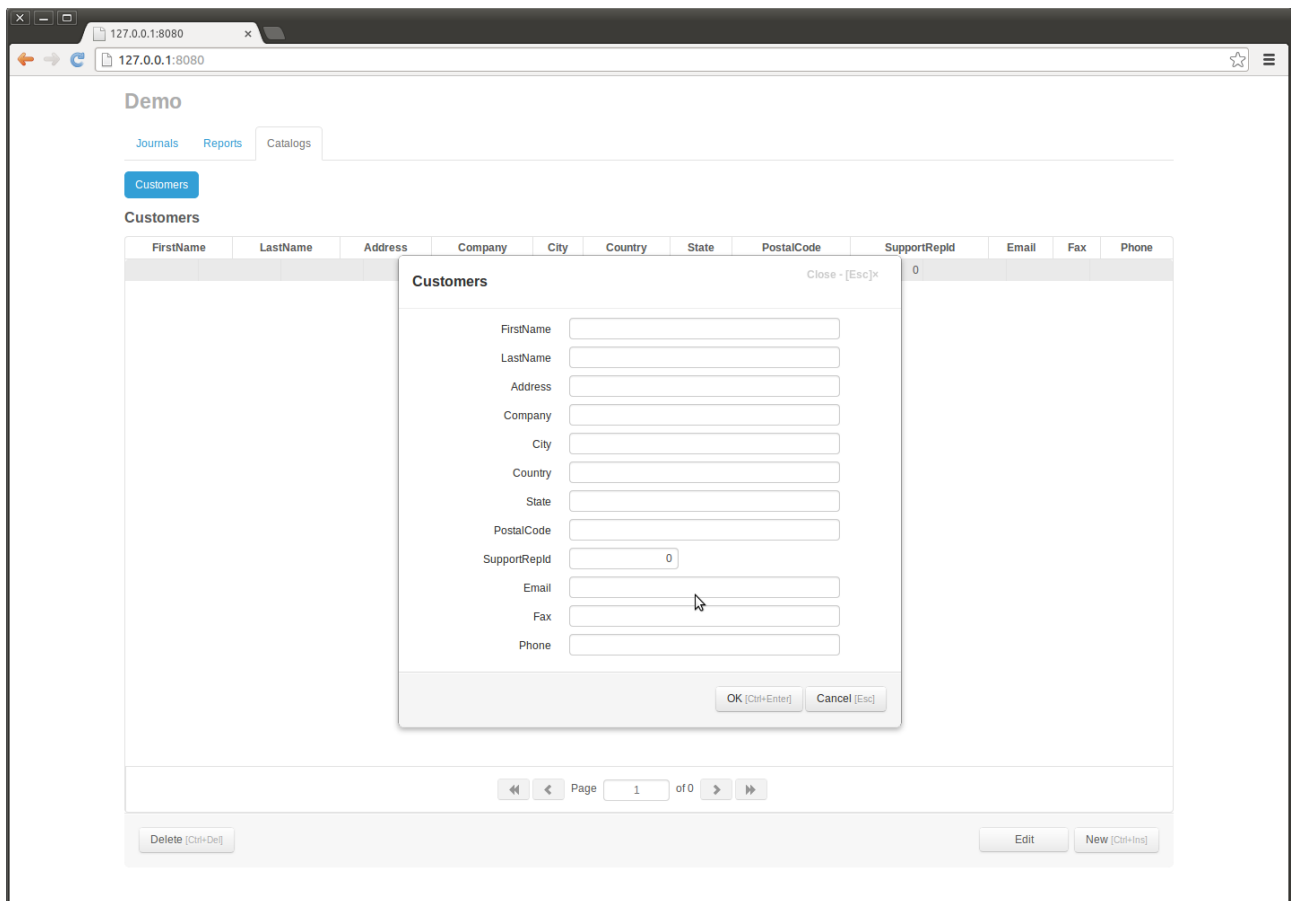 127.0.0.1:8080 ×
127.0.0.1:8080
Demo
Journals Reports Catalogs
Customers
Customers
FirstName LastName Address Company City Country State PostalCode SupportRepId Email Fax Phone
0
Customers Close - [Esc]×
FirstName
LastName
Address
Company
City
Country
State
PostalCode
SupportRepId 0
Email
Fax
Phone
OK [Ctrl+Enter] Cancel [Esc]
Page 1 of 0
Delete [Ctrl+Del] Edit New [Ctrl+Ins]